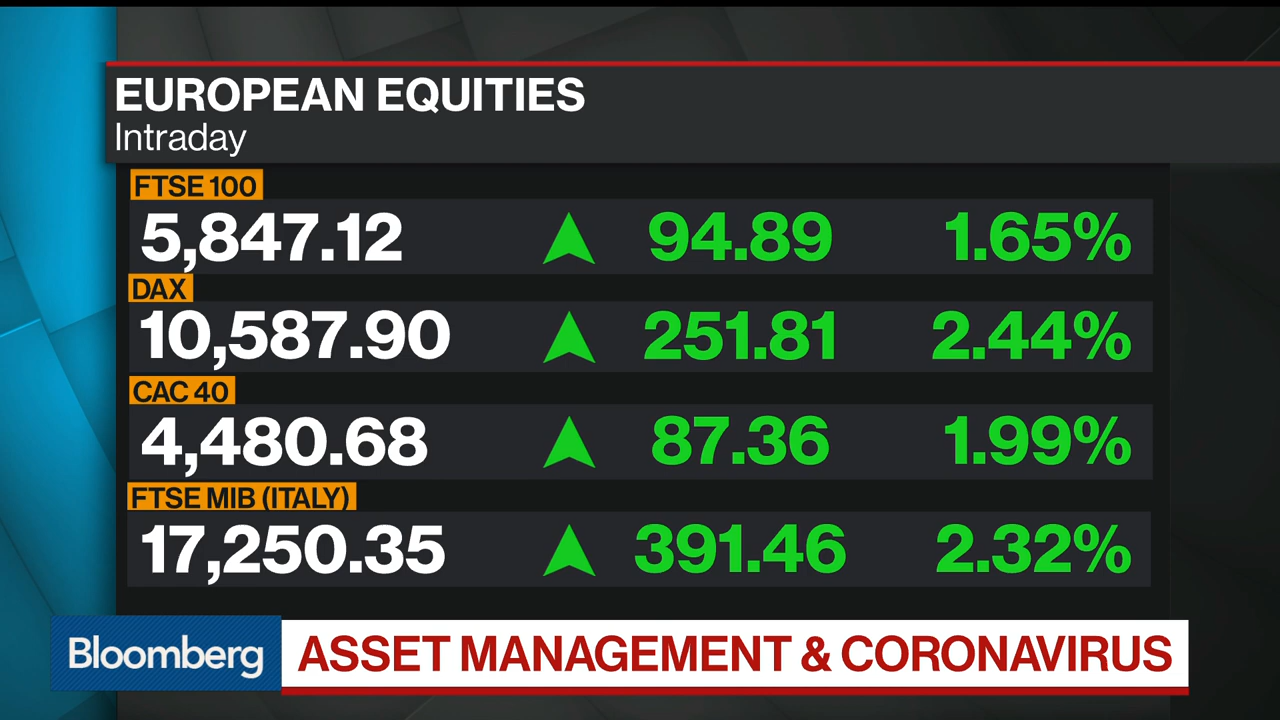 EUROPEAN EQUITIES
Intraday
FTSE 100
5,847.12 ▲ 94.89 1.65%
DAX
10,587.90 ▲ 251.81 2.44%
CAC 40
4,480.68 ▲ 87.36 1.99%
FTSE MIB (ITALY)
17,250.35 ▲ 391.46 2.32%
Bloomberg ASSET MANAGEMENT & CORONAVIRUS